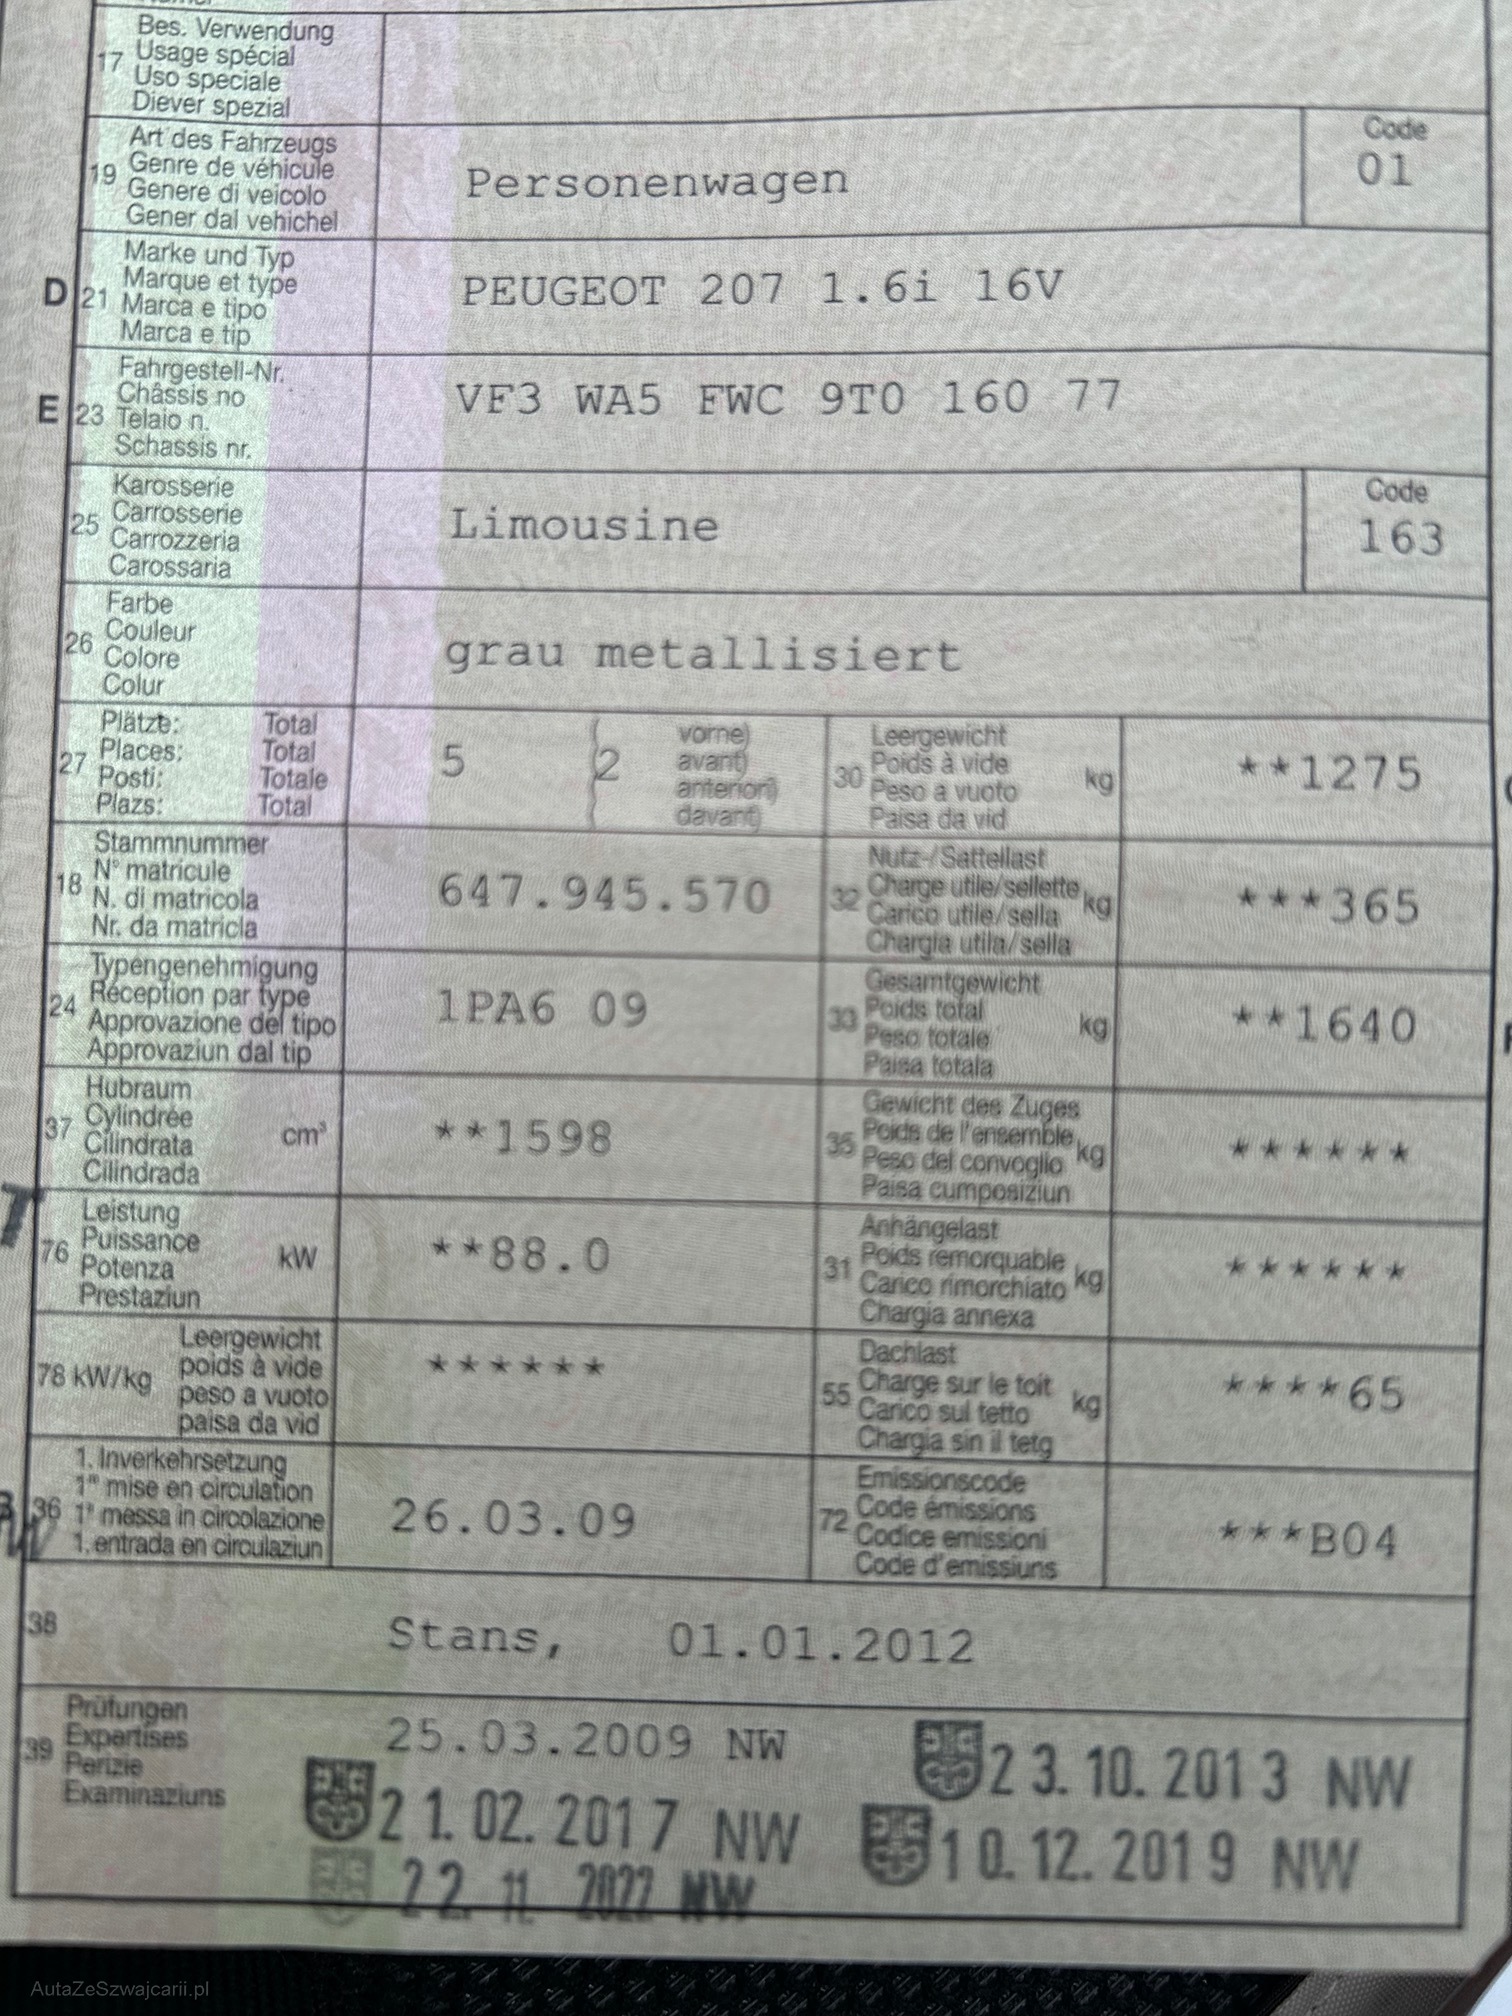 Bes. Verwendung
17 Usage spécial
Uso speciale
Diever spezial
Art des Fahrzeugs
19 Genre de véhicule
Genere di veicolo
Gener dal vehichel
Personenwagen
Code
01
Marke und Typ
D 21 Marque et type
Marca e tipo
Marca e tip
PEUGEOT 207 1.6i 16V
Fahrgestell-Nr.
E 23 Châssis no
Telaio n.
Schassis nr.
VF3 WA5 FWC 9T0 160 77
Karosserie
25 Carrosserie
Carrozzeria
Carossaria
Limousine
Code
163
Farbe
26 Couleur
Colore
Colur
grau metallisiert
Plätze: Total
27 Places: Total
Posti: Totale
Plazs: Total
5 (2
vorne)
avant)
anteriori)
davant)
Leergewicht
30 Poids à vide kg
Peso a vuoto
Paisa da vid
**1275
Stammnummer
18 N° matricule
N. di matricola
Nr. da matricla
647.945.570
Nutz-/Sattellast
32 Charge utile/sellette kg
Carico utile/sella
Chargia utila/sella
***365
Typengenehmigung
24 Réception par type
Approvazione del tipo
Approvaziun dal tip
1PA6 09
Gesamtgewicht
33 Poids total kg
Peso totale
Paisa totala
**1640
Hubraum
37 Cylindrée cm³
Cilindrata
Cilindrada
**1598
Gewicht des Zuges
35 Poids de l'ensemble kg
Peso del convoglio
Paisa cumposiziun
******
Leistung
76 Puissance kW
Potenza
Prestaziun
**88.0
Anhängelast
31 Poids remorquable kg
Carico rimorchiato
Chargia annexa
******
Leergewicht
78 kW/kg poids à vide
peso a vuoto
paisa da vid
******
Dachlast
55 Charge sur le toit kg
Carico sul tetto
Chargia sin il tetg
****65
1. Inverkehrsetzung
36 1re mise en circulation
1a messa in circolazione
1. entrada en circulaziun
26.03.09
Emissionscode
72 Code émissions
Codice emissioni
Code d'emissiuns
***B04
38
Stans, 01.01.2012
Prüfungen
39 Expertises
Perizie
Examinaziuns
25.03.2009 NW
23.10.2013 NW
21.02.2017 NW
10.12.2019 NW
22.11.2022 NW
AutaZeSzwajcarii.pl